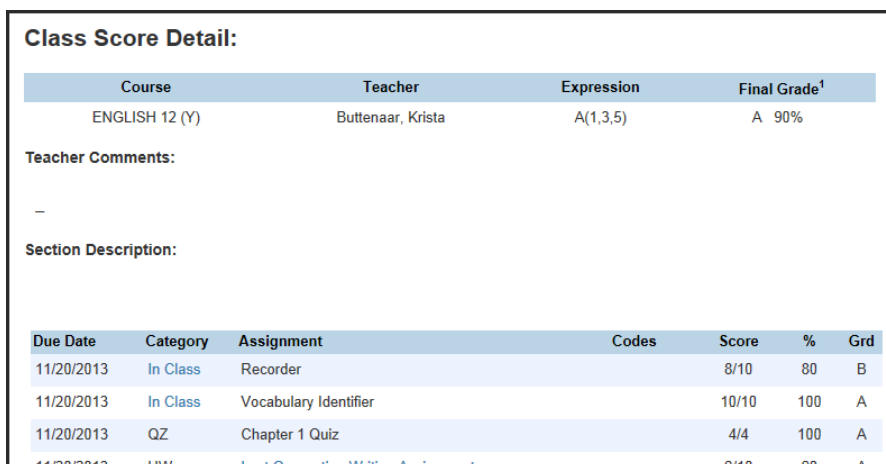 Class Score Detail:
Course Teacher Expression Final Grade¹
ENGLISH 12 (Y) Buttenaar, Krista A(1,3,5) A 90%
Teacher Comments:
–
Section Description:
Due Date Category Assignment Codes Score % Grd
11/20/2013 In Class Recorder 8/10 80 B
11/20/2013 In Class Vocabulary Identifier 10/10 100 A
11/20/2013 QZ Chapter 1 Quiz 4/4 100 A